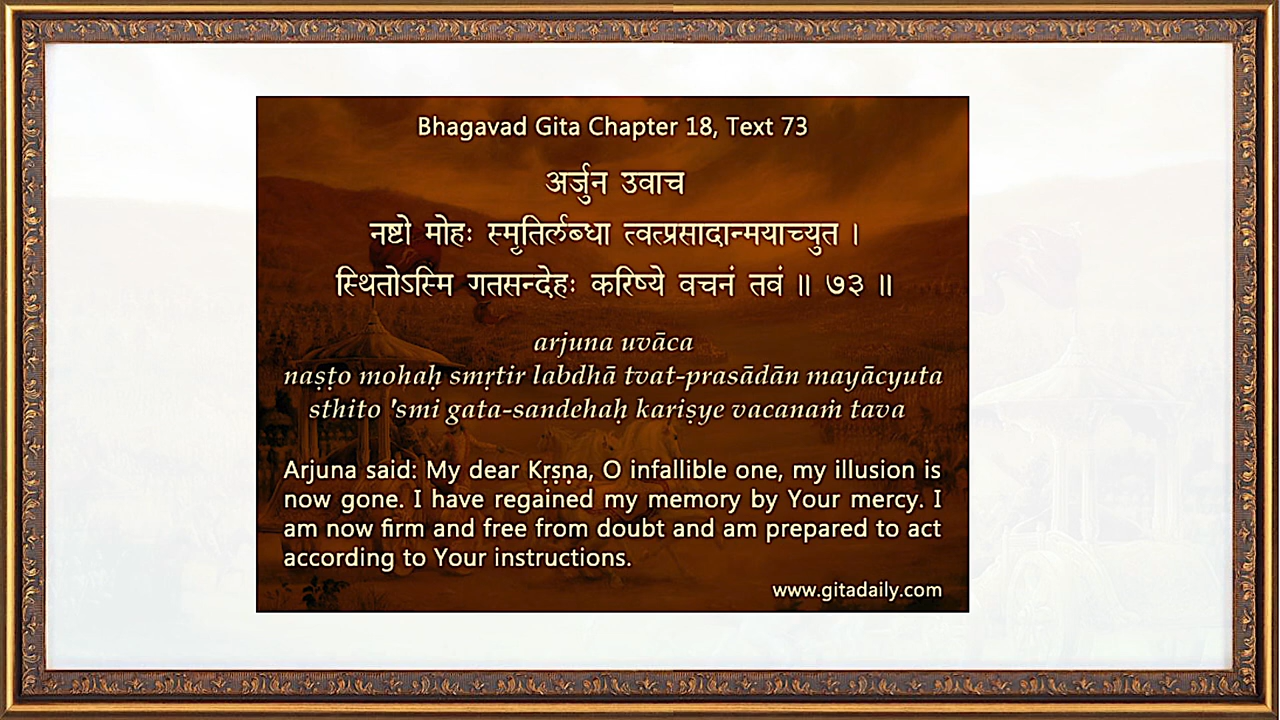 Bhagavad Gita Chapter 18, Text 73
अर्जुन उवाच
नष्टो मोहः स्मृतिर्लब्धा त्वत्प्रसादान्मयाच्युत ।
स्थितोऽस्मि गतसन्देहः करिष्ये वचनं तवं ॥ ७३ ॥
arjuna uvāca
naṣṭo mohaḥ smṛtir labdhā tvat-prasādān mayācyuta
sthito 'smi gata-sandehaḥ kariṣye vacanaṁ tava
Arjuna said: My dear Kṛṣṇa, O infallible one, my illusion is
now gone. I have regained my memory by Your mercy. I
am now firm and free from doubt and am prepared to act
according to Your instructions.
www.gitadaily.com